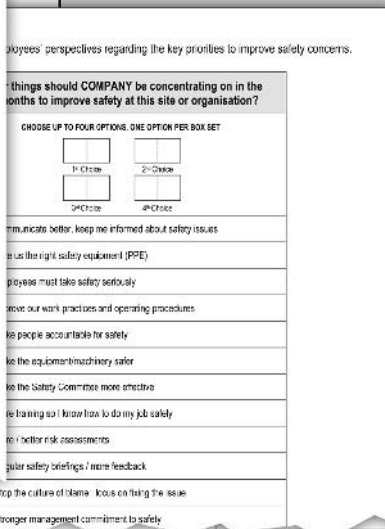 ployees' perspectives regarding the key priorities to improve safety concerns.
r things should COMPANY be concentrating on in the
onths to improve safety at this site or organisation?
CHOOSE UP TO FOUR OPTIONS. ONE OPTION PER BOX SET
1st Choice 2nd Choice
3rd Choice 4th Choice
mmunicate better, keep me informed about safety issues
e us the right safety equipment (PPE)
ployees must take safety seriously
prove our work practices and operating procedures
ke people accountable for safety
ke the equipment/machinery safer
ke the Safety Committee more effective
re training so I know how to do my job safely
re / better risk assessments
gular safety briefings / more feedback
top the culture of blame: focus on fixing the issue
tronger management commitment to safety